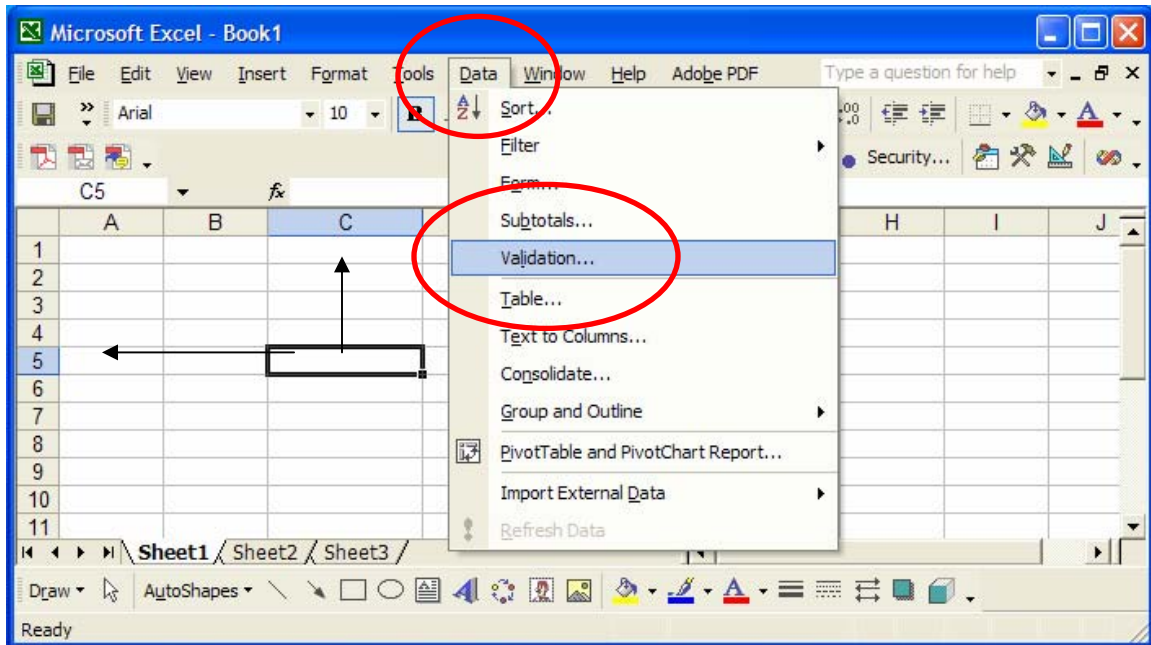 Microsoft Excel - Book1
File Edit View Insert Format Tools Data Window Help Adobe PDF Type a question for help
Arial 10 B
Sort...
Filter
Security...
Form...
C5 fx
Subtotals...
A B C H I J
Validation...
1
2
Table...
3
Text to Columns...
4
5
Consolidate...
6
Group and Outline
7
8
PivotTable and PivotChart Report...
9
Import External Data
10
Refresh Data
11
Sheet1 Sheet2 Sheet3
Draw AutoShapes
Ready